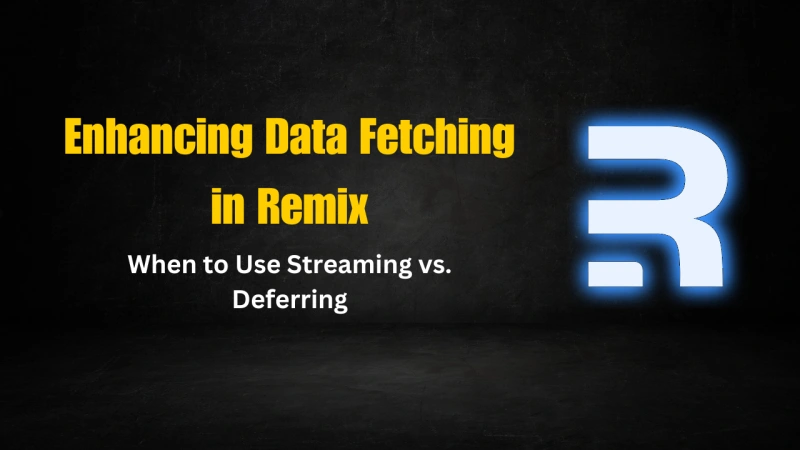 Enhancing Data Fetching
in Remix
When to Use Streaming vs.
Deferring